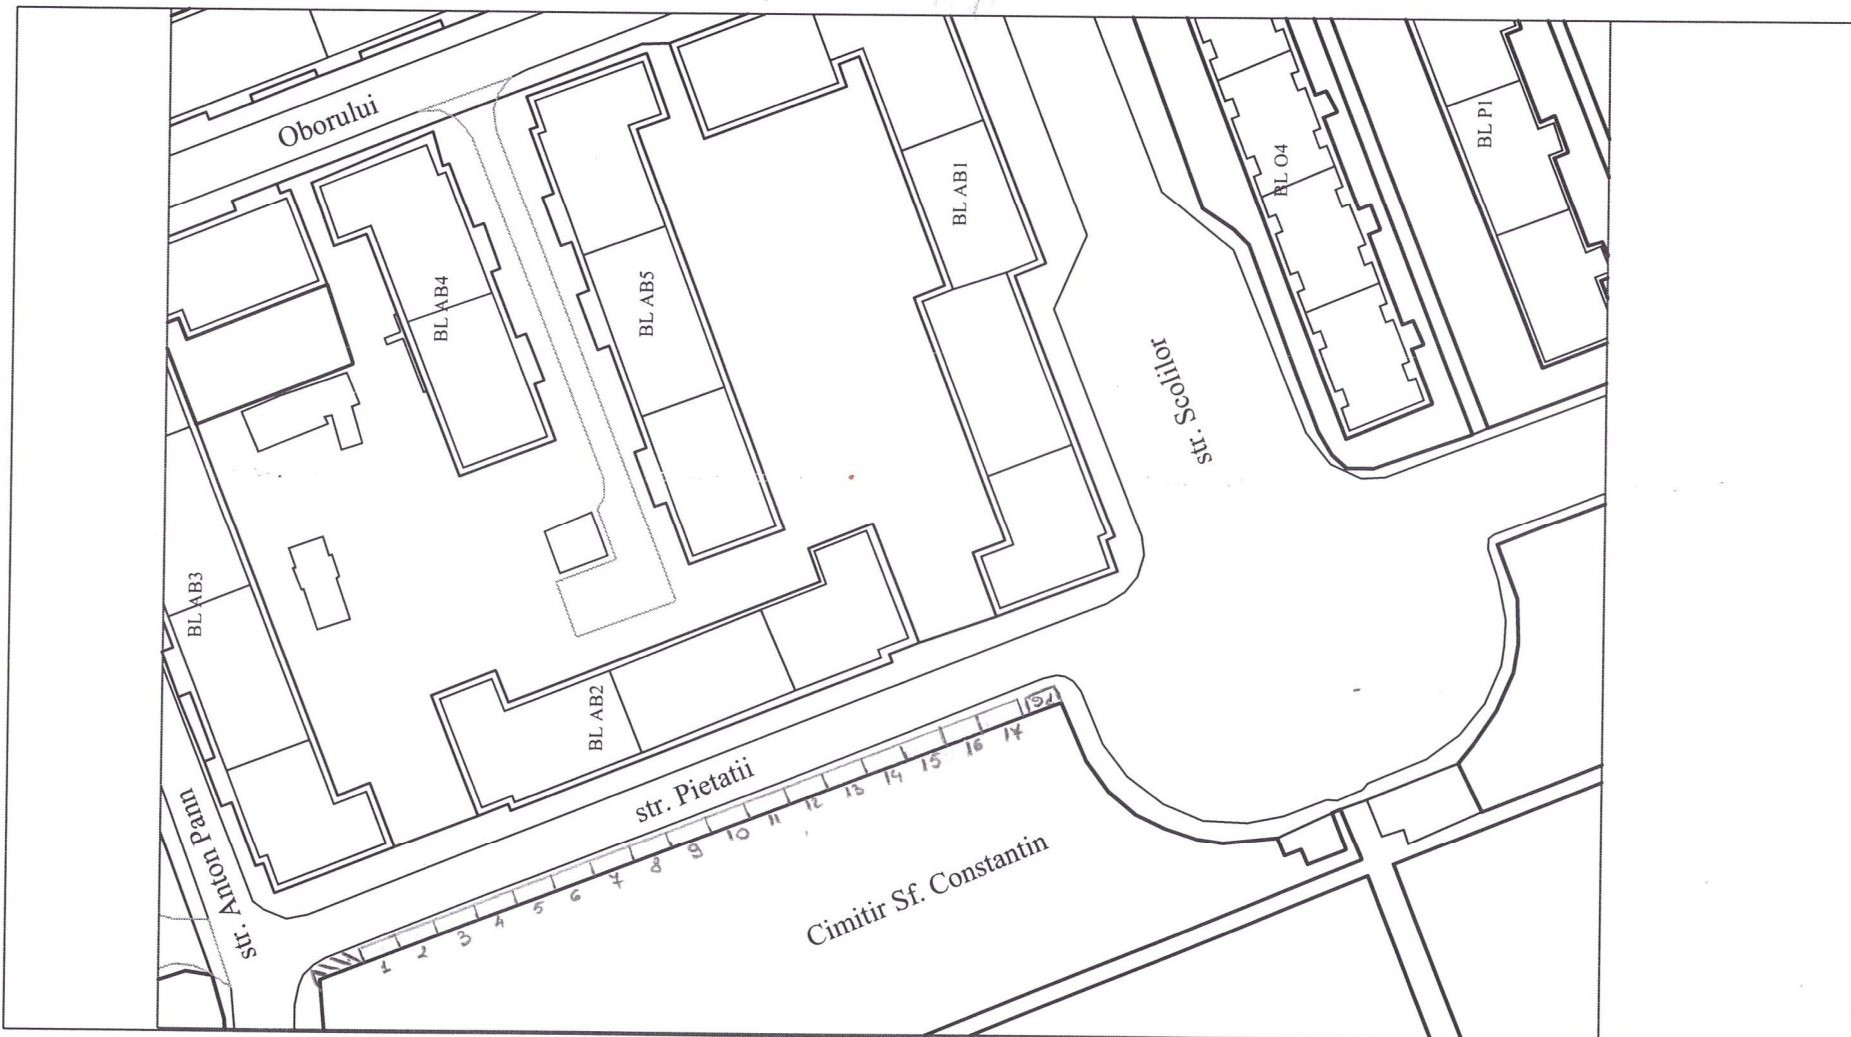 Oborului
BL P1
BL O4
BL AB1
BL AB4
BL AB5
str. Scolilor
BL AB3
BL AB2
str. Pietatii
str. Anton Pann
1 2 3 4 5 6 7 8 9 10 11 12 13 14 15 16 17
Cimitir Sf. Constantin